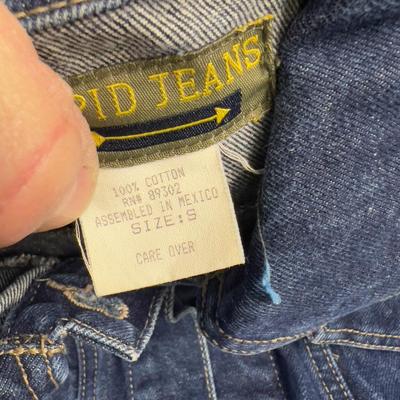 PID JEANS
100% COTTON
RN# 89302
ASSEMBLED IN MEXICO
SIZE:S
CARE OVER